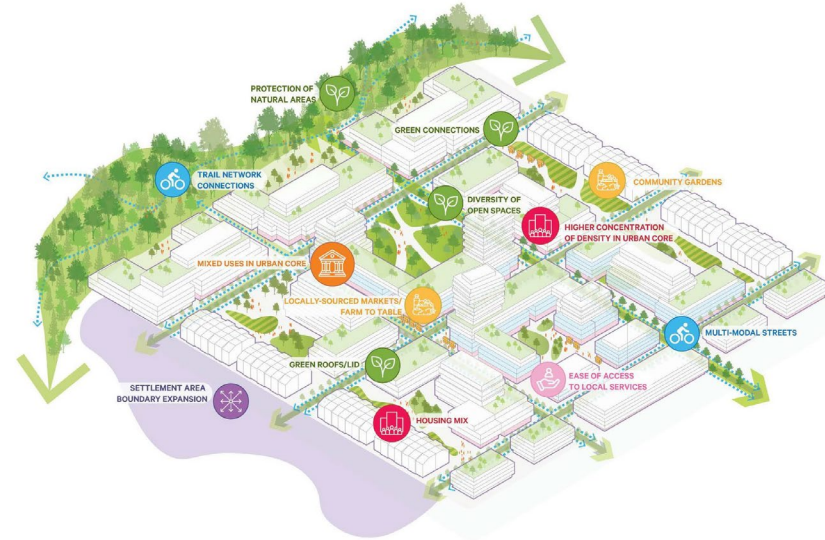 PROTECTION OF
NATURAL AREAS
GREEN CONNECTIONS
TRAIL NETWORK
CONNECTIONS
COMMUNITY GARDENS
DIVERSITY OF
OPEN SPACES
HIGHER CONCENTRATION
OF DENSITY IN URBAN CORE
MIXED USES IN URBAN CORE
LOCALLY-SOURCED MARKETS/
FARM TO TABLE
MULTI-MODAL STREETS
GREEN ROOFS/LID
EASE OF ACCESS
TO LOCAL SERVICES
SETTLEMENT AREA
BOUNDARY EXPANSION
HOUSING MIX